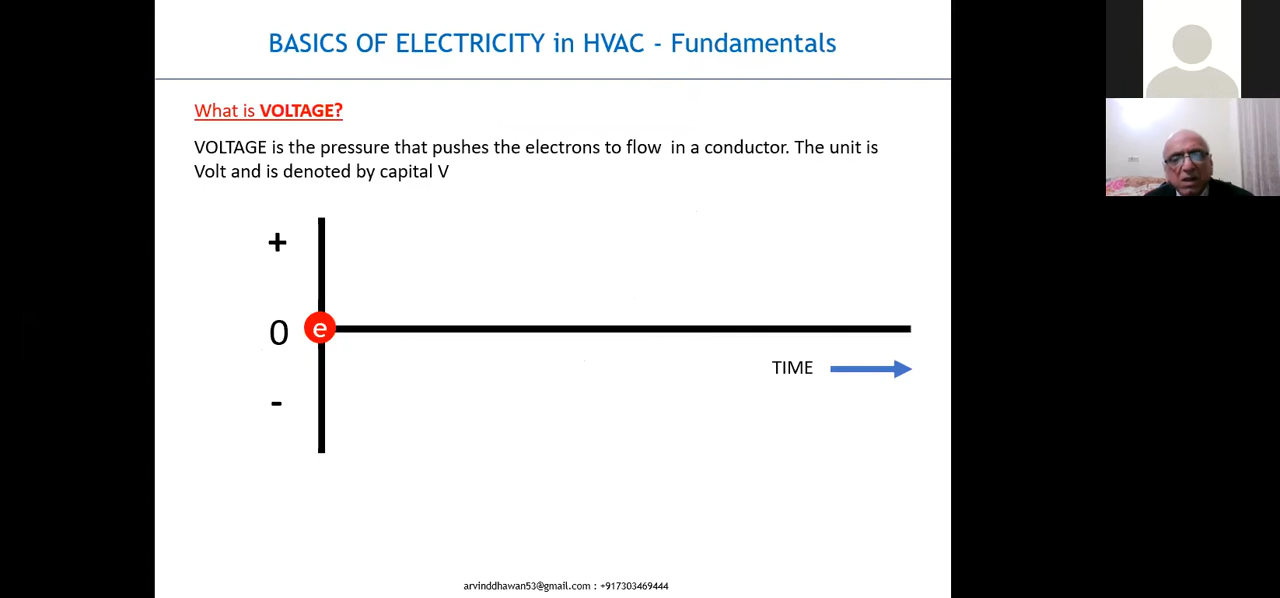 BASICS OF ELECTRICITY in HVAC - Fundamentals
What is VOLTAGE?
VOLTAGE is the pressure that pushes the electrons to flow in a conductor. The unit is
Volt and is denoted by capital V
+
0 e
TIME
-
arvinddhawan53@gmail.com : +917303469444